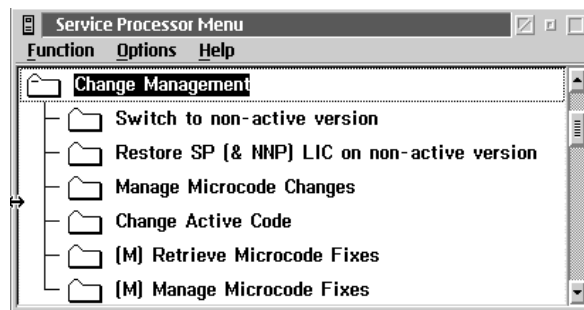 Service Processor Menu
Function Options Help
Change Management
Switch to non-active version
Restore SP (& NNP) LIC on non-active version
Manage Microcode Changes
Change Active Code
(M) Retrieve Microcode Fixes
(M) Manage Microcode Fixes